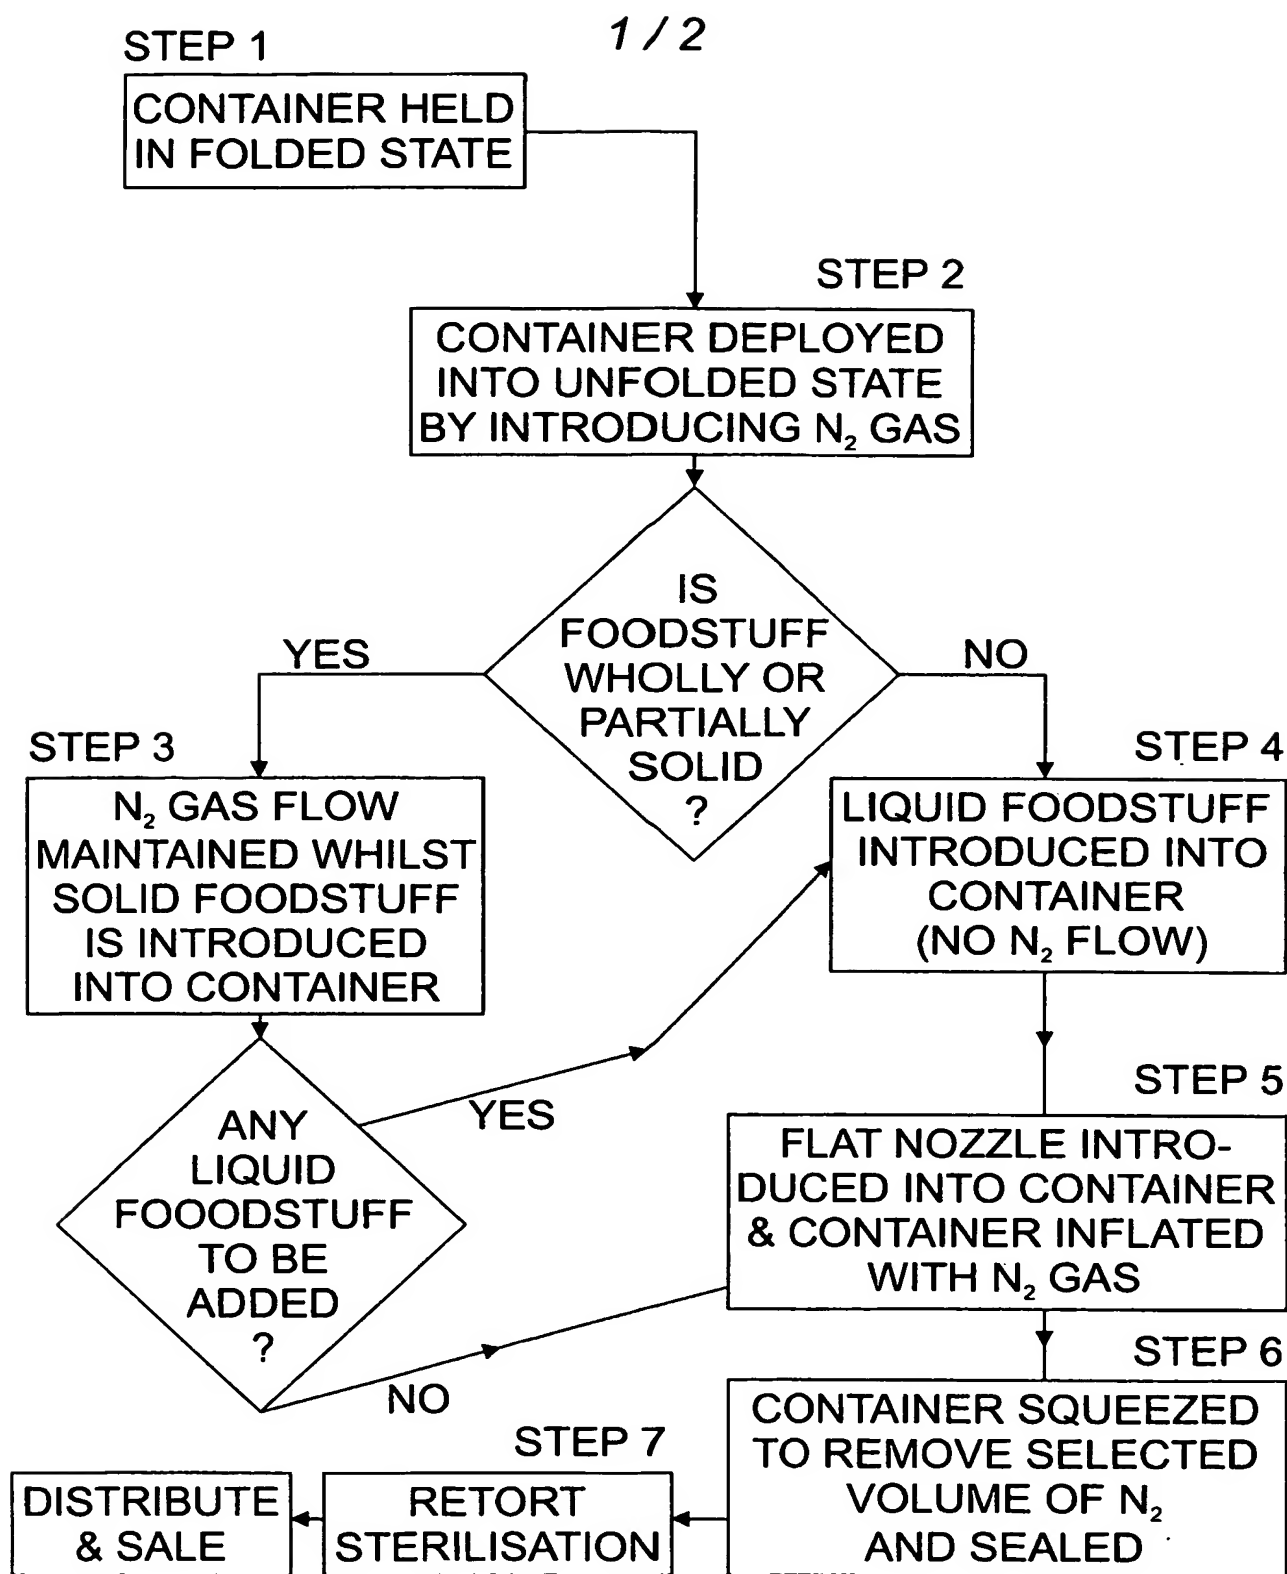 1 / 2
STEP 1
CONTAINER HELD
IN FOLDED STATE
STEP 2
CONTAINER DEPLOYED
INTO UNFOLDED STATE
BY INTRODUCING N₂ GAS
IS
FOODSTUFF
WHOLLY OR
PARTIALLY
SOLID
?
YES
NO
STEP 3
N₂ GAS FLOW
MAINTAINED WHILST
SOLID FOODSTUFF
IS INTRODUCED
INTO CONTAINER
STEP 4
LIQUID FOODSTUFF
INTRODUCED INTO
CONTAINER
(NO N₂ FLOW)
ANY
LIQUID
FOOODSTUFF
TO BE
ADDED
?
YES
NO
STEP 5
FLAT NOZZLE INTRO-
DUCED INTO CONTAINER
& CONTAINER INFLATED
WITH N₂ GAS
STEP 6
CONTAINER SQUEEZED
TO REMOVE SELECTED
VOLUME OF N₂
AND SEALED
STEP 7
RETORT
STERILISATION
DISTRIBUTE
& SALE